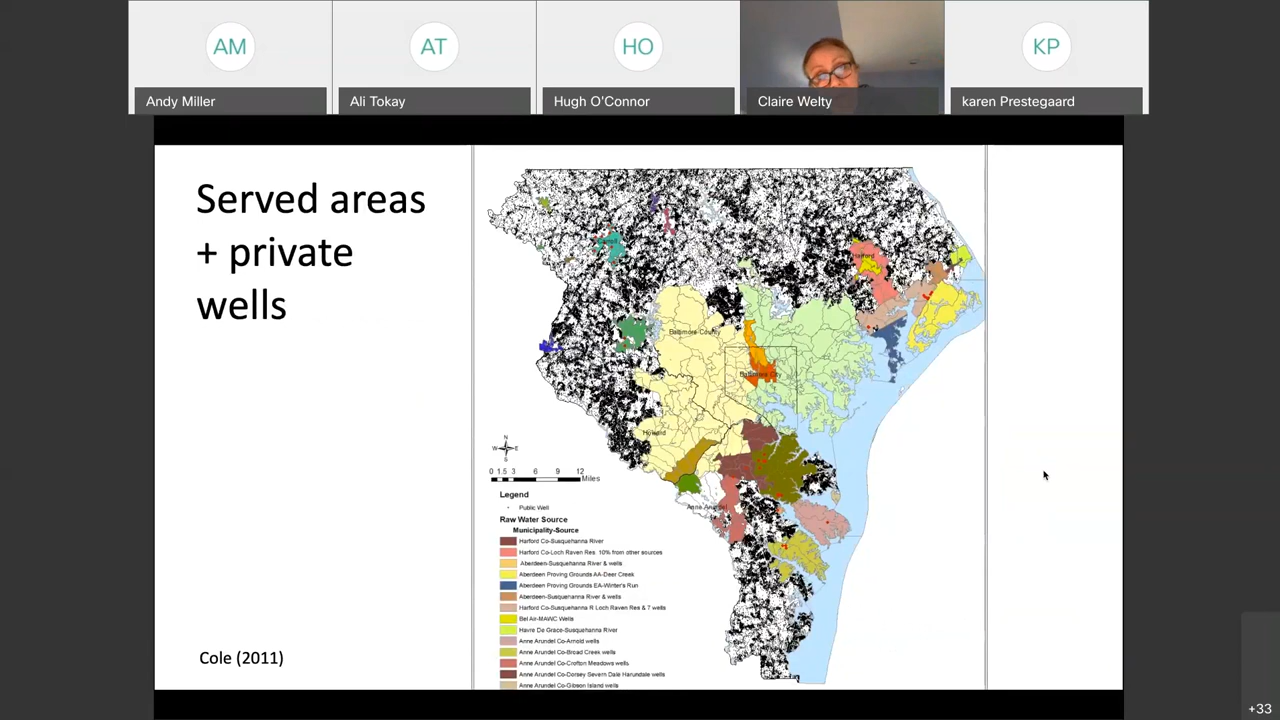 AM
AT
HO
KP
Andy Miller
Ali Tokay
Hugh O'Connor
Claire Welty
karen Prestegaard
Served areas
+ private
wells
Harford
Baltimore County
Baltimore City
Howard
Anne Arundel
N
W
E
S
0 1.5 3 6 9 12
Miles
Legend
Public Well
Raw Water Source
Municipality-Source
Harford Co-Susquehanna River
Harford Co-Loch Raven Res. 10% from other sources
Aberdeen-Susquehanna River & wells
Aberdeen Proving Grounds AA-Deer Creek
Aberdeen Proving Grounds EA-Winter's Run
Aberdeen-Susquehanna River & wells
Harford Co-Susquehanna R Loch Raven Res & 7 wells
Bel Air-MAWC Wells
Havre De Grace-Susquehanna River
Anne Arundel Co-Arnold wells
Anne Arundel Co-Broad Creek wells
Anne Arundel Co-Crofton Meadows wells
Anne Arundel Co-Dorsey Severn Dale Harundale wells
Anne Arundel Co-Gibson Island wells
Cole (2011)
+33